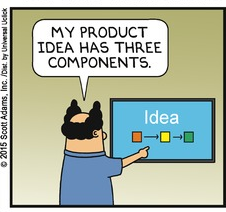 MY PRODUCT
IDEA HAS THREE
COMPONENTS.
Idea
© 2015 Scott Adams, Inc. /Dist. by Universal Uclick